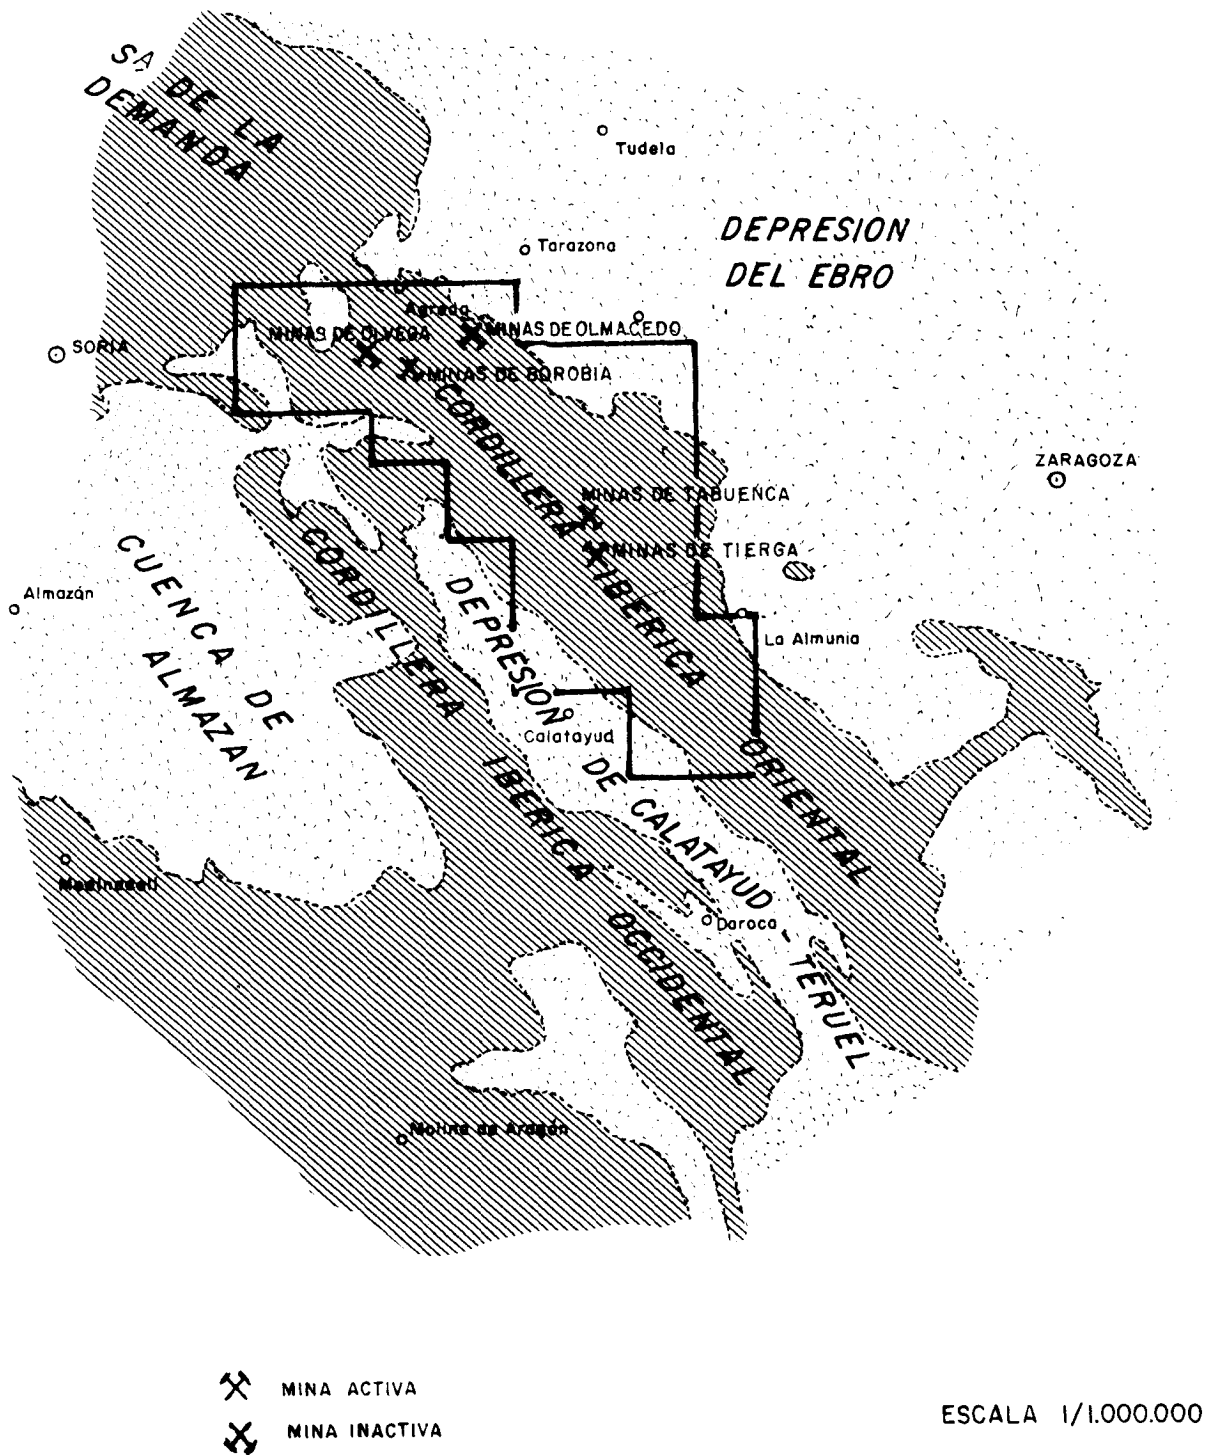 SA DE LA
DEMANDA
Tudela
DEPRESION
DEL EBRO
Tarazona
Agreda
MINAS DE OLVEGA
MINAS DE OLMACEDO
SORIA
MINAS DE BOROBIA
CORDILLERA IBERICA ORIENTAL
ZARAGOZA
MINAS DE TABUENCA
MINAS DE TIERGA
CORDILLERA IBERICA OCCIDENTAL
CUENCA DE
ALMAZAN
Almazán
DEPRESION DE CALATAYUD - TERUEL
La Almunia
Calatayud
Medinaceli
Daroca
Molina de Aragón
MINA ACTIVA
MINA INACTIVA
ESCALA 1/1.000.000